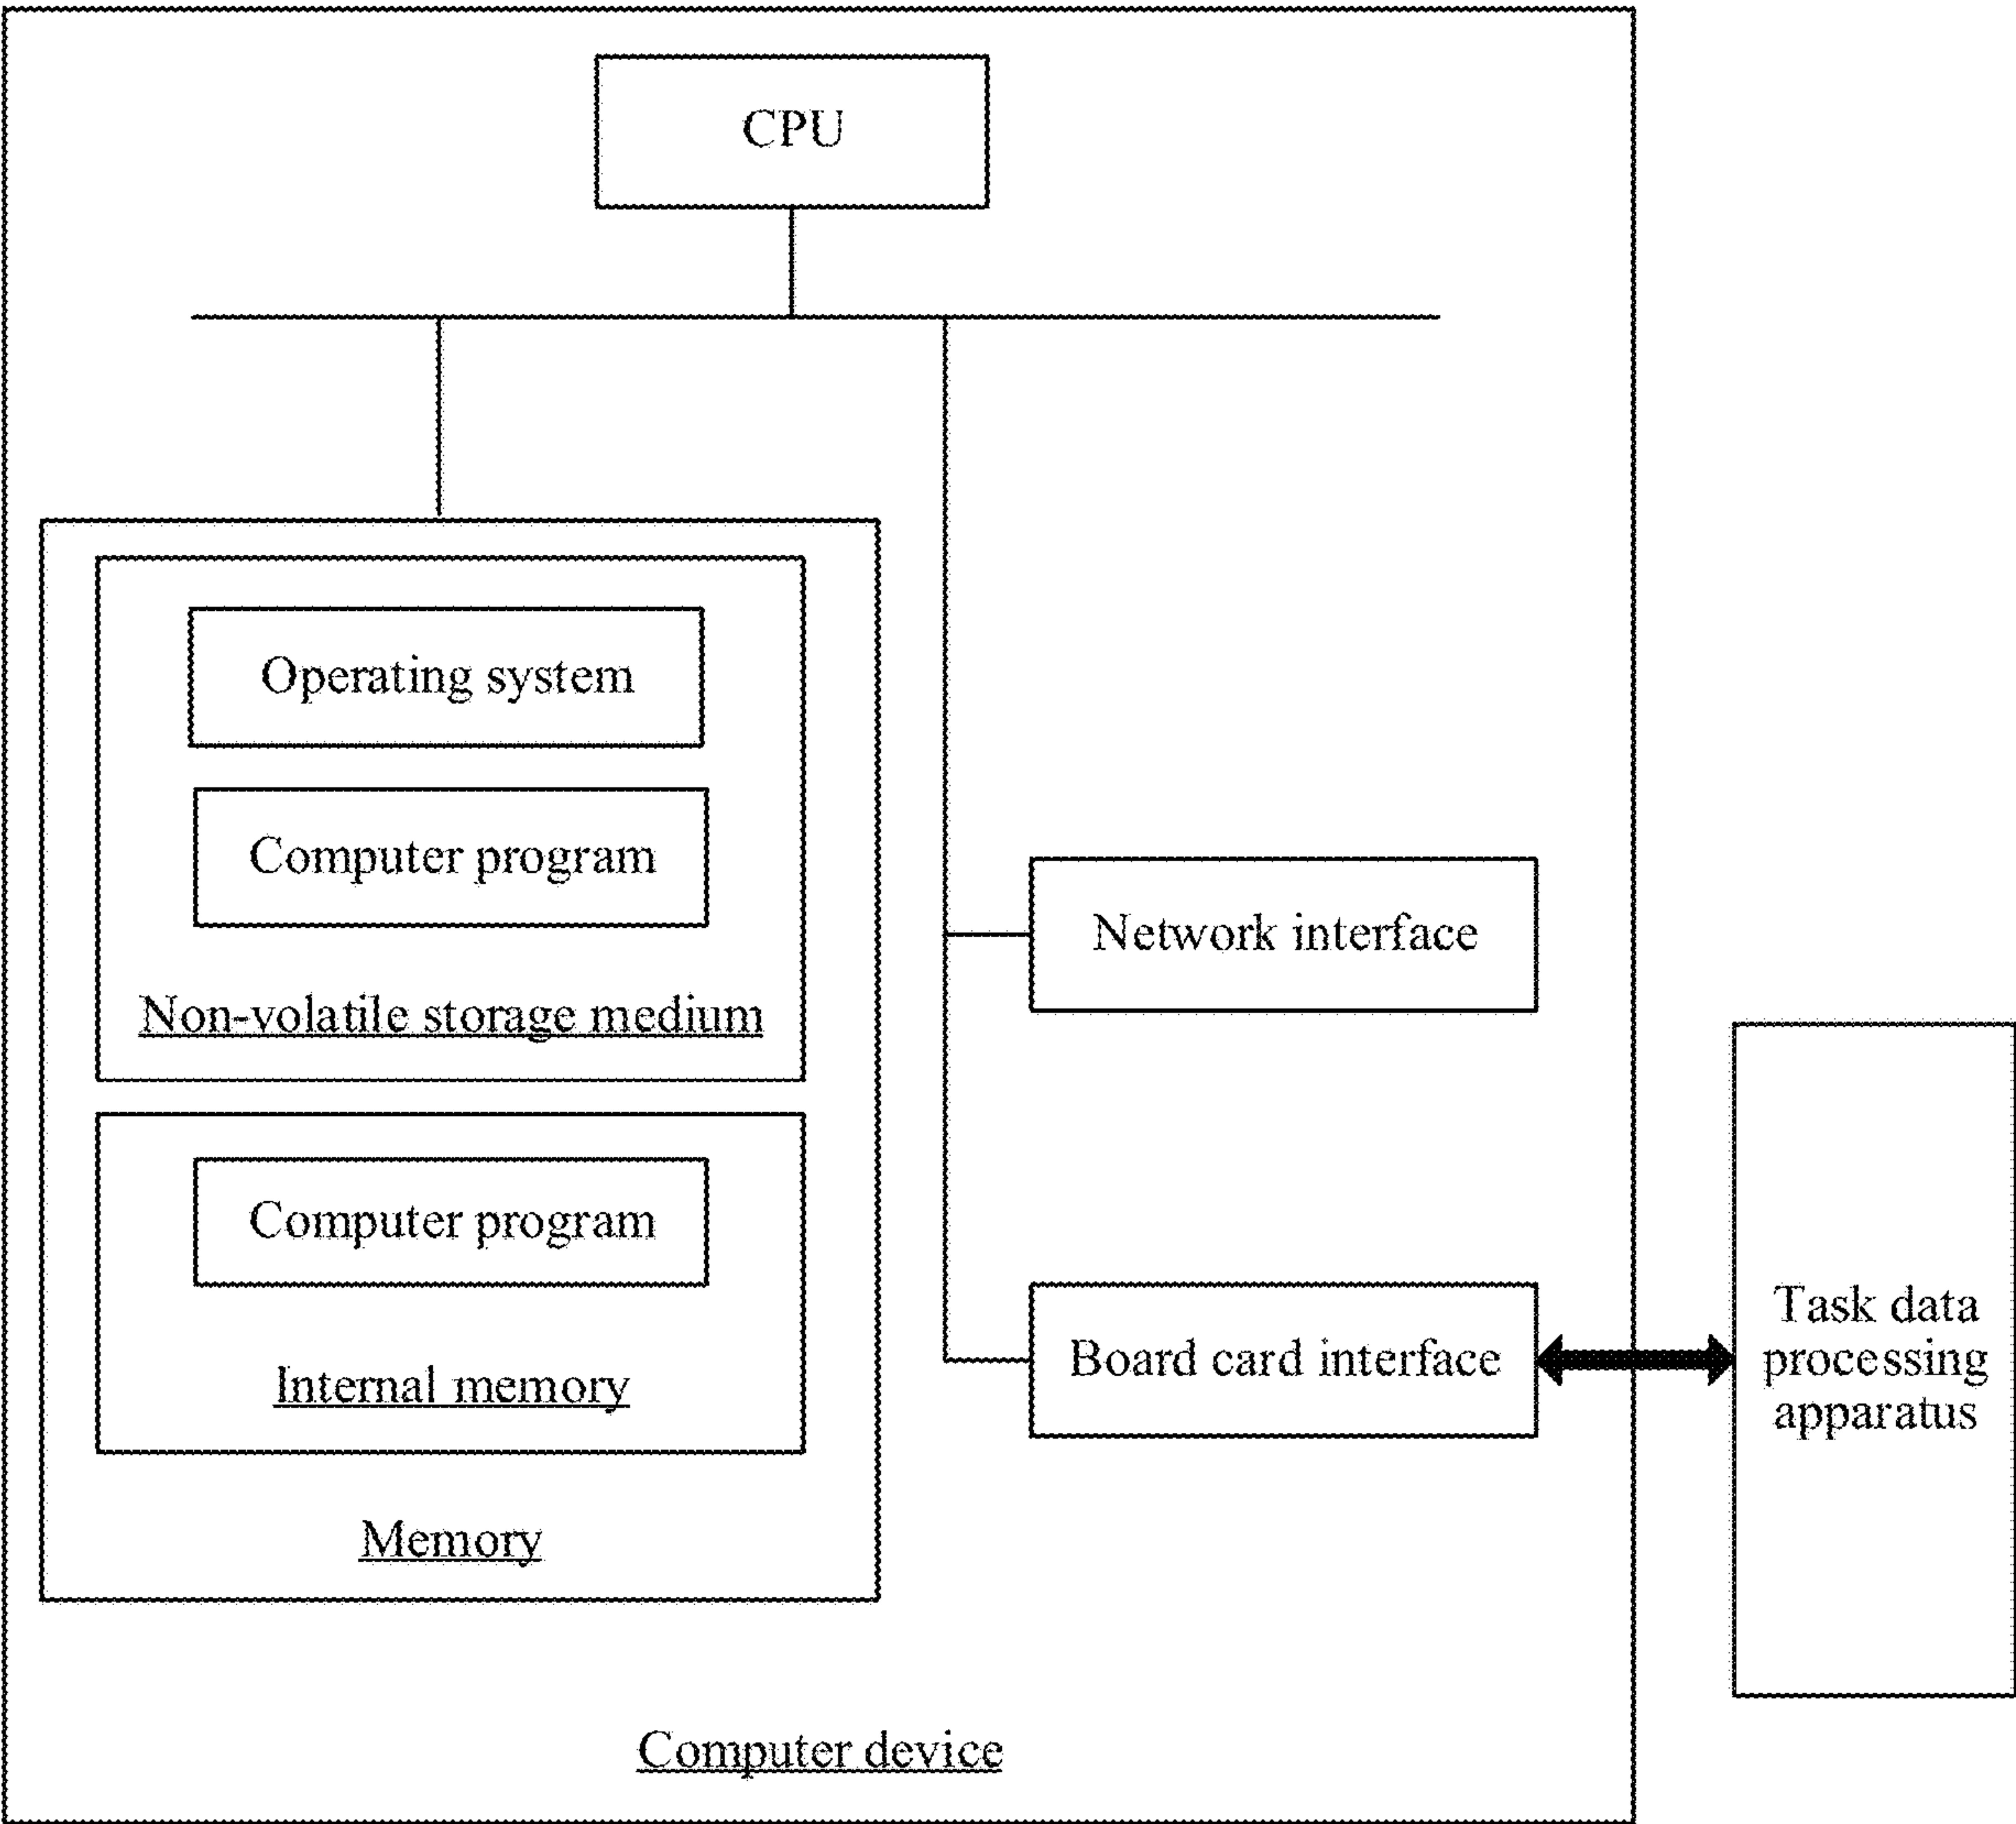 CPU
Operating system
Computer program
Non-volatile storage medium
Computer program
Internal memory
Memory
Network interface
Board card interface
Task data
processing
apparatus
Computer device